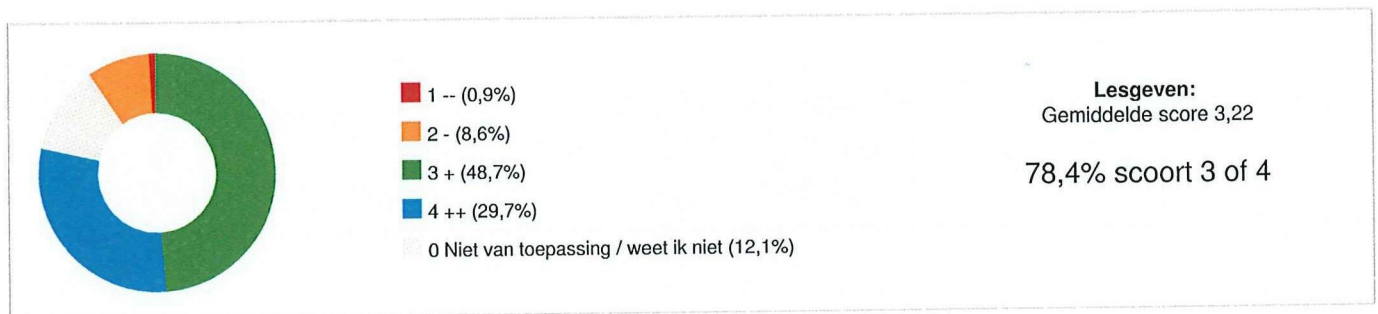 1 -- (0,9%)
2 - (8,6%)
3 + (48,7%)
4 ++ (29,7%)
0 Niet van toepassing / weet ik niet (12,1%)
Lesgeven:
Gemiddelde score 3,22
78,4% scoort 3 of 4